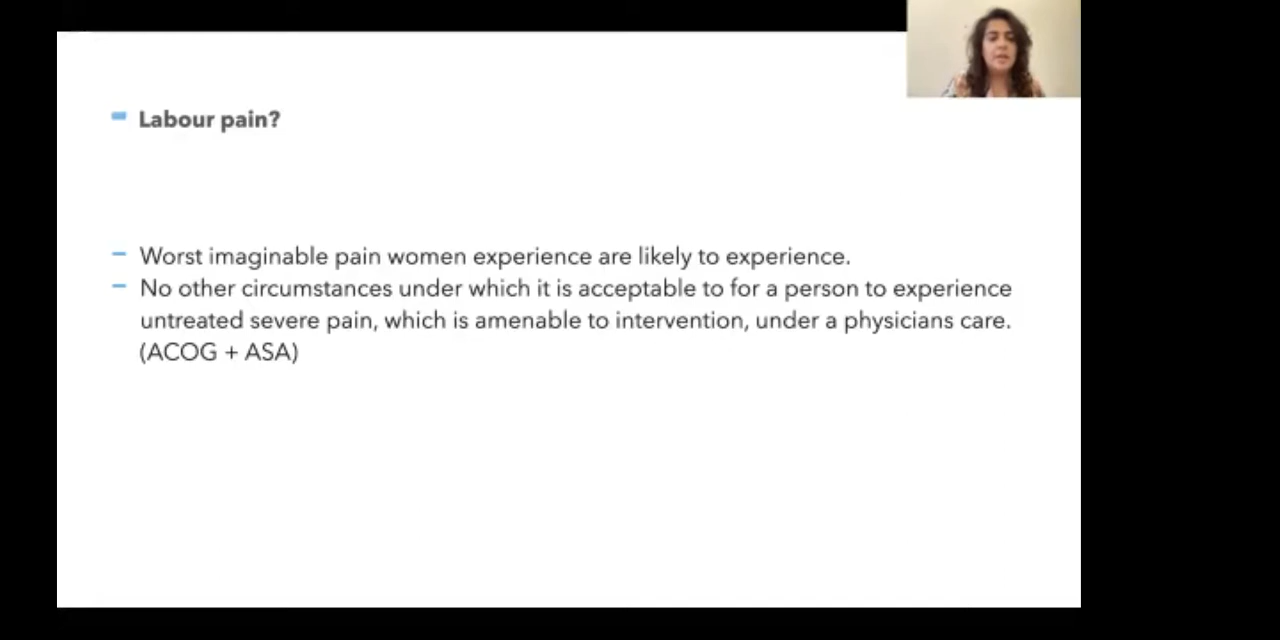 Labour pain?
Worst imaginable pain women experience are likely to experience.
No other circumstances under which it is acceptable to for a person to experience
untreated severe pain, which is amenable to intervention, under a physicians care.
(ACOG + ASA)